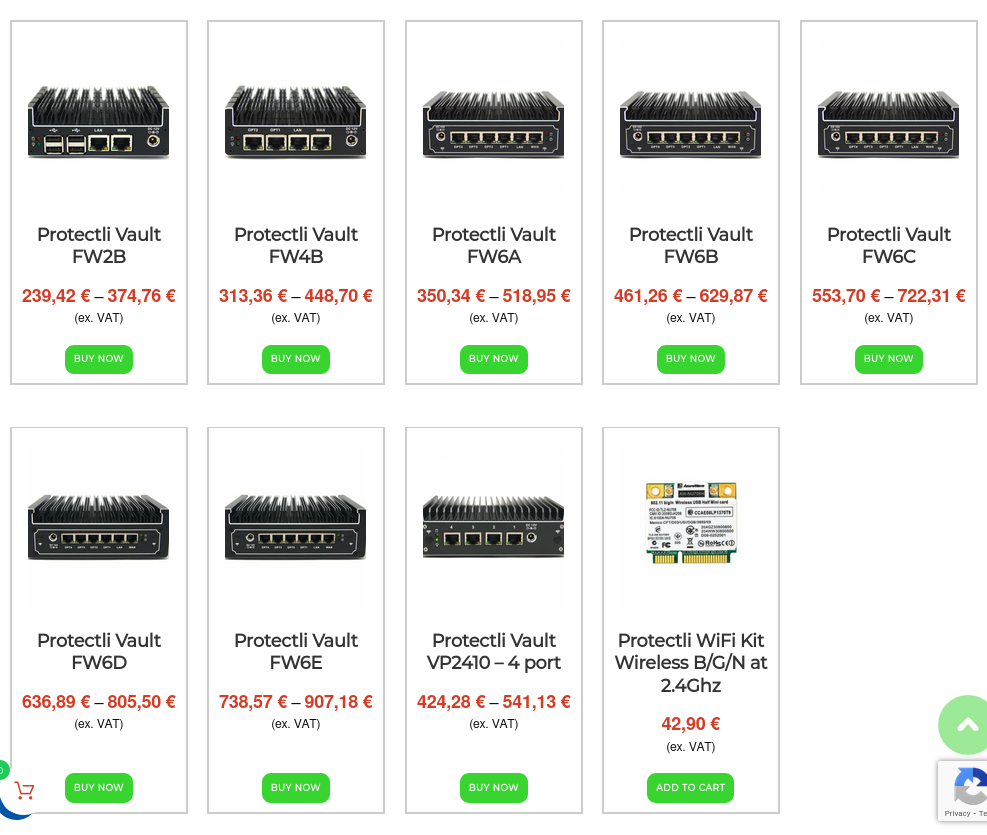 Protectli Vault
FW2B
239,42 € – 374,76 €
(ex. VAT)
BUY NOW
Protectli Vault
FW4B
313,36 € – 448,70 €
(ex. VAT)
BUY NOW
Protectli Vault
FW6A
350,34 € – 518,95 €
(ex. VAT)
BUY NOW
Protectli Vault
FW6B
461,26 € – 629,87 €
(ex. VAT)
BUY NOW
Protectli Vault
FW6C
553,70 € – 722,31 €
(ex. VAT)
BUY NOW
Protectli Vault
FW6D
636,89 € – 805,50 €
(ex. VAT)
BUY NOW
Protectli Vault
FW6E
738,57 € – 907,18 €
(ex. VAT)
BUY NOW
Protectli Vault
VP2410 – 4 port
424,28 € – 541,13 €
(ex. VAT)
BUY NOW
Protectli WiFi Kit
Wireless B/G/N at
2.4Ghz
42,90 €
(ex. VAT)
ADD TO CART
Privacy - Te